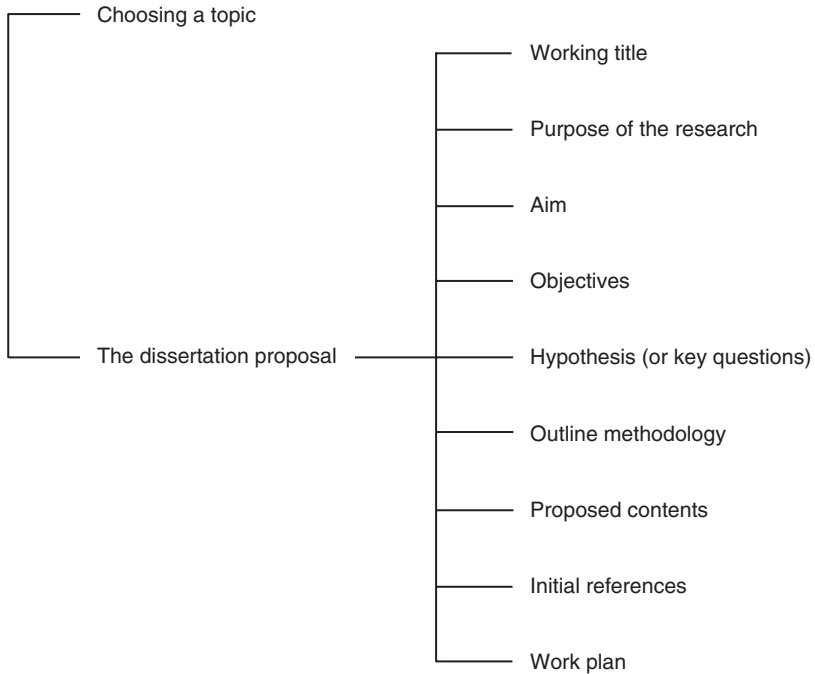 Choosing a topic
Working title
Purpose of the research
Aim
Objectives
The dissertation proposal
Hypothesis (or key questions)
Outline methodology
Proposed contents
Initial references
Work plan